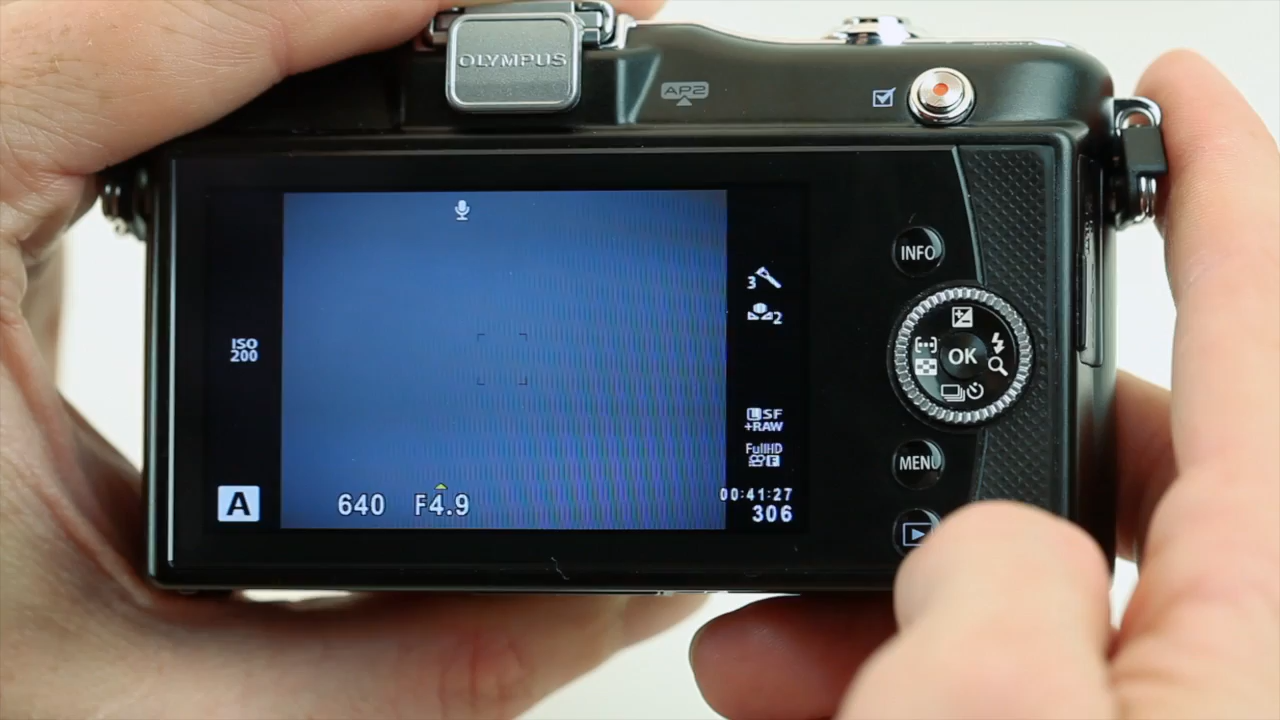 OLYMPUS
AP2
INFO
3
2
ISO
200
OK
L SF
+RAW
FullHD
F
MENU
00:41:27
A
640 F4.9
306